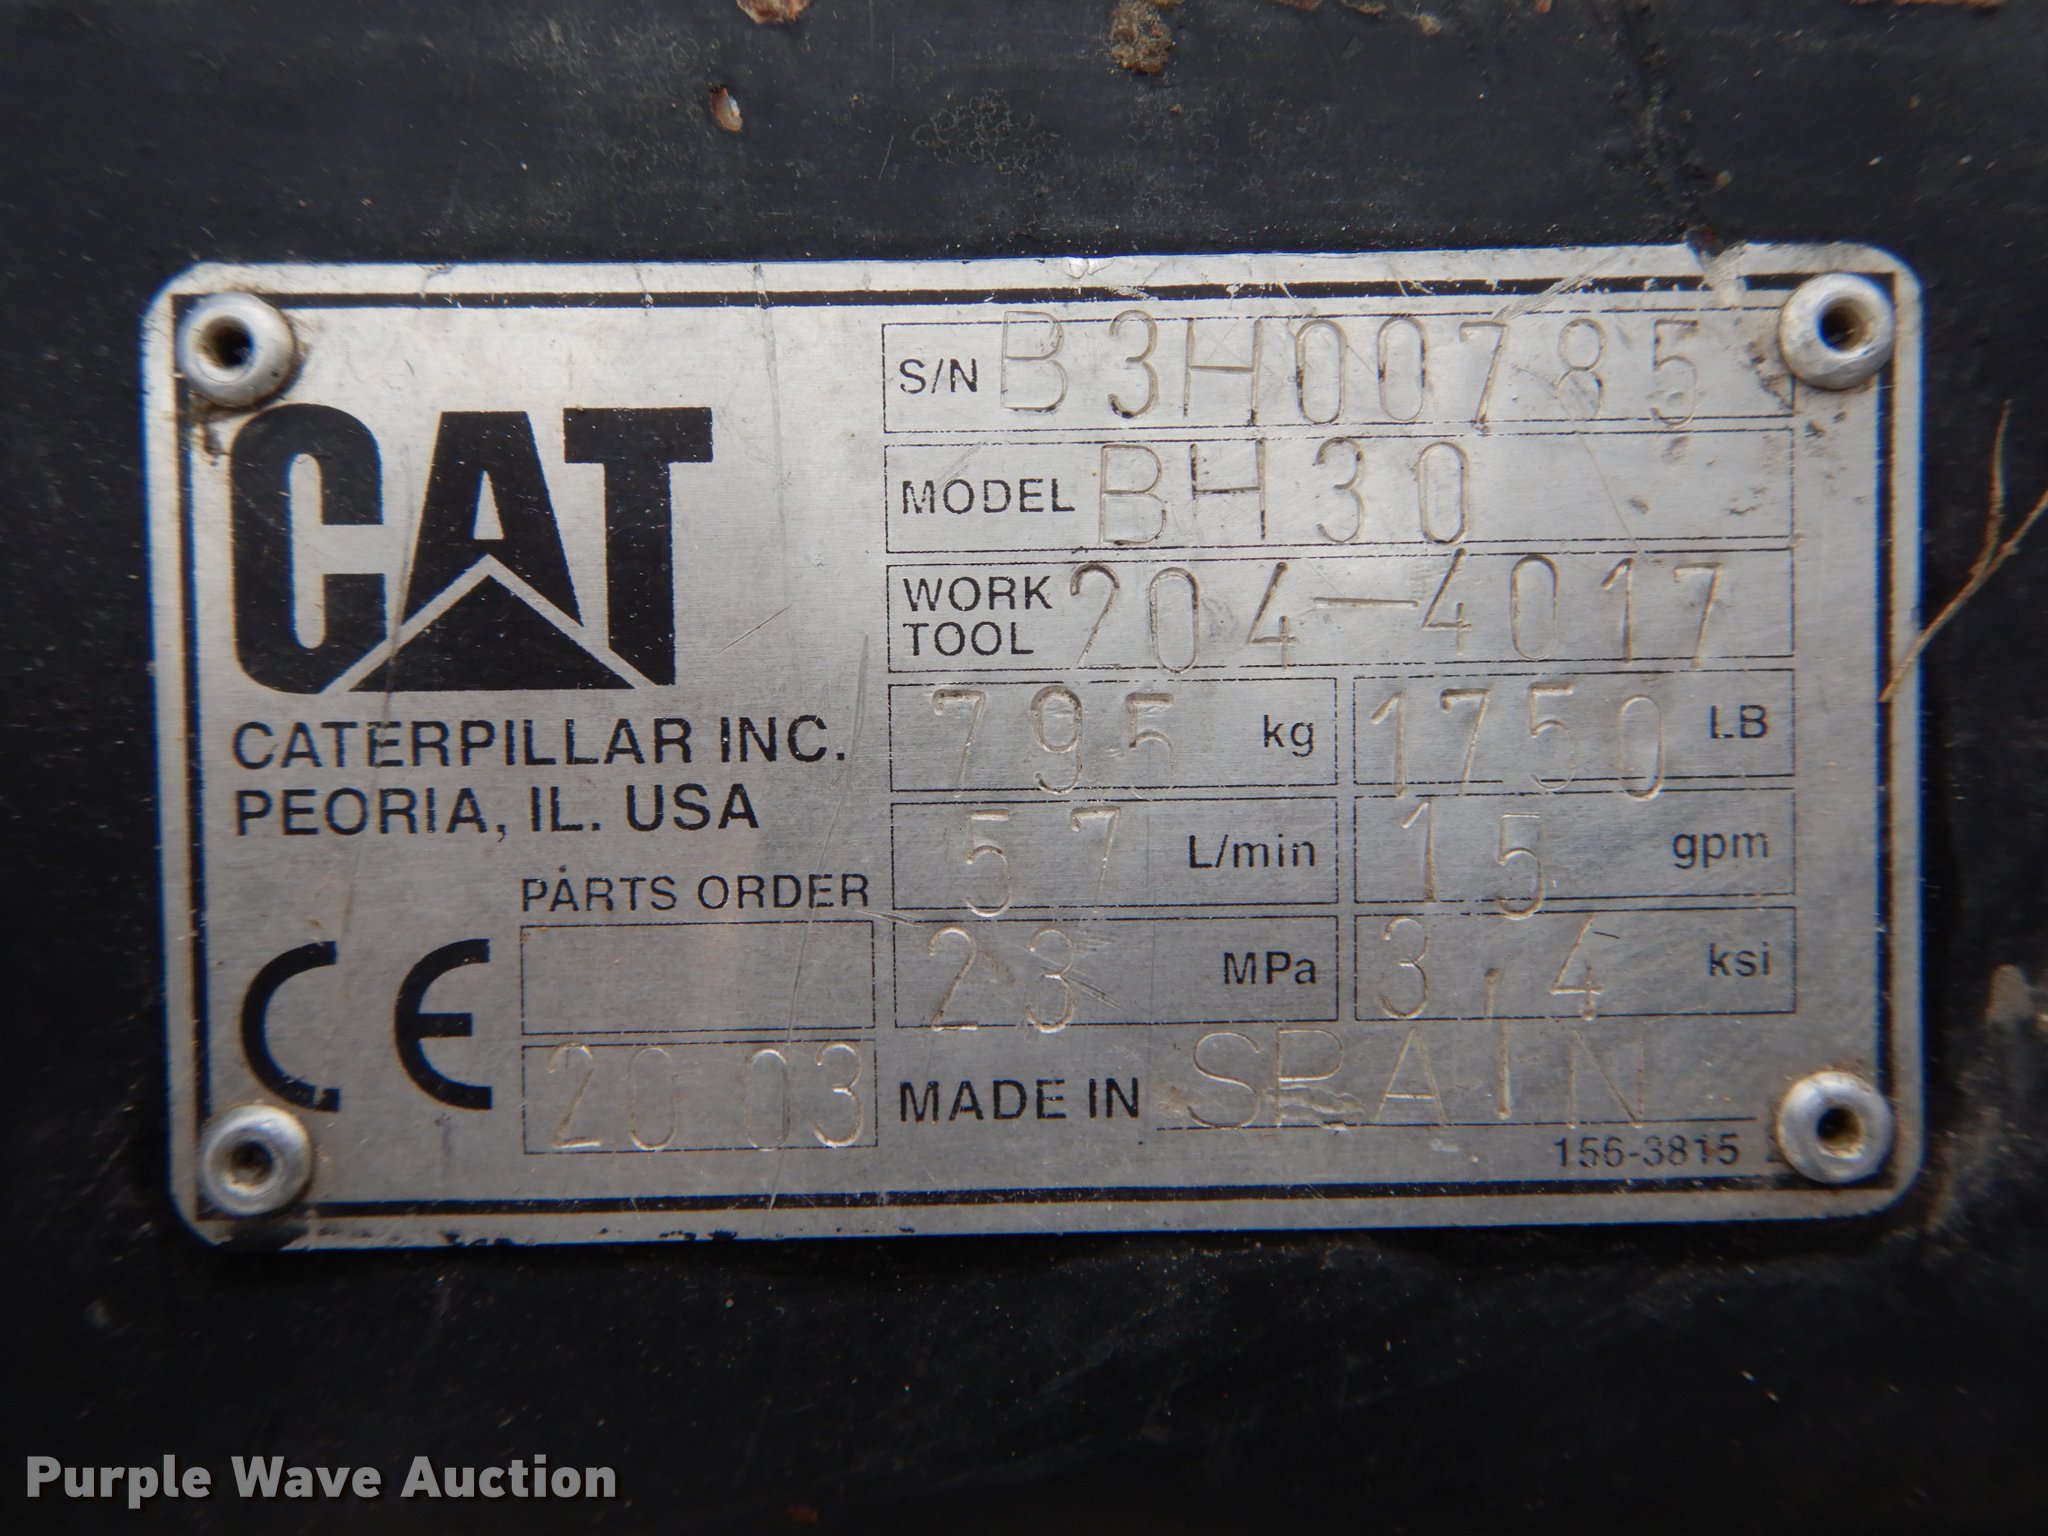 CAT
CATERPILLAR INC.
PEORIA, IL. USA
S/N B3H00785
MODEL BH30
WORK TOOL 204-4017
795 kg 1750 LB
57 L/min 15 gpm
23 MPa 3.4 ksi
PARTS ORDER
CE
2003
MADE IN SPAIN
156-3815
Purple Wave Auction